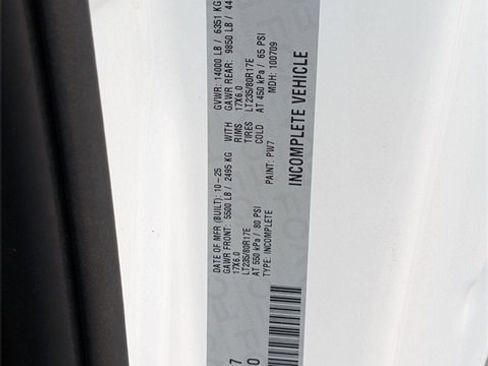 DATE OF MFR (BUILT): 10-25 GVWR: 14000 LB / 6351 KG
GAWR FRONT: 5500 LB / 2495 KG GAWR REAR: 9850 LB / 44
17X6.0 WITH RIMS 17X6.0
LT235/80R17E TIRES LT235/80R17E
AT 550 kPa / 80 PSI COLD AT 450 kPa / 65 PSI
TYPE: INCOMPLETE MDH: 100709
PAINT: PW7
7 INCOMPLETE VEHICLE
0